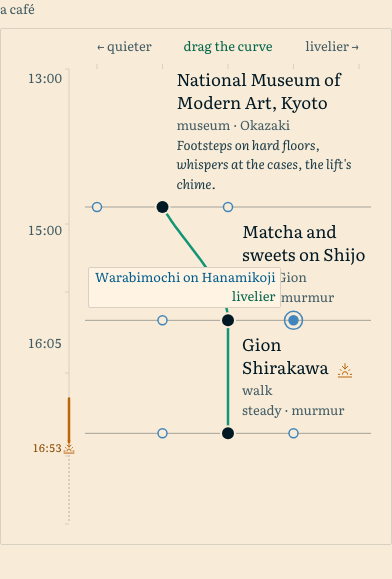 a café
← quieter drag the curve livelier →
13:00
National Museum of
Modern Art, Kyoto
museum · Okazaki
Footsteps on hard floors,
whispers at the cases, the lift's
chime.
15:00
Matcha and
sweets on Shijo
Gion
murmur
Warabimochi on Hanamikoji
livelier
16:05
Gion
Shirakawa
walk
steady · murmur
16:53